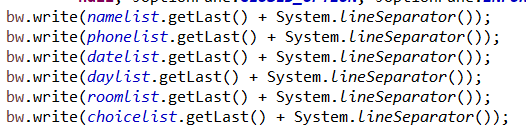 bw.write(namelist.getLast() + System.lineSeparator());
bw.write(phonelist.getLast() + System.lineSeparator());
bw.write(datelist.getLast() + System.lineSeparator());
bw.write(daylist.getLast() + System.lineSeparator());
bw.write(roomlist.getLast() + System.lineSeparator());
bw.write(choicelist.getLast() + System.lineSeparator());